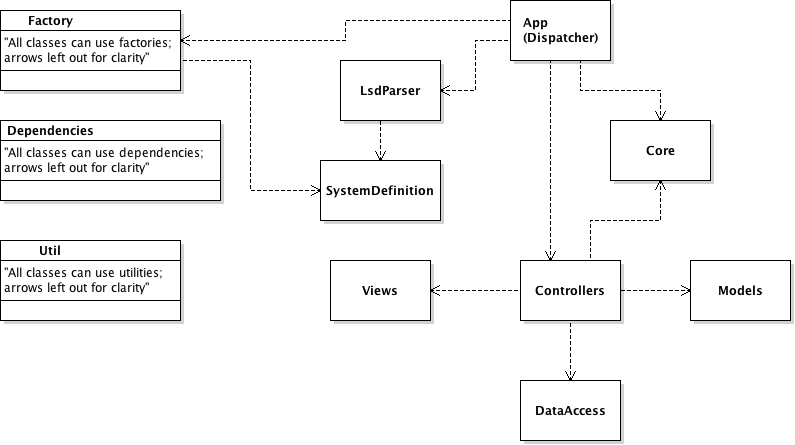 Factory
"All classes can use factories;
arrows left out for clarity"
App
(Dispatcher)
LsdParser
Dependencies
"All classes can use dependencies;
arrows left out for clarity"
Core
SystemDefinition
Util
"All classes can use utilities;
arrows left out for clarity"
Views
Controllers
Models
DataAccess